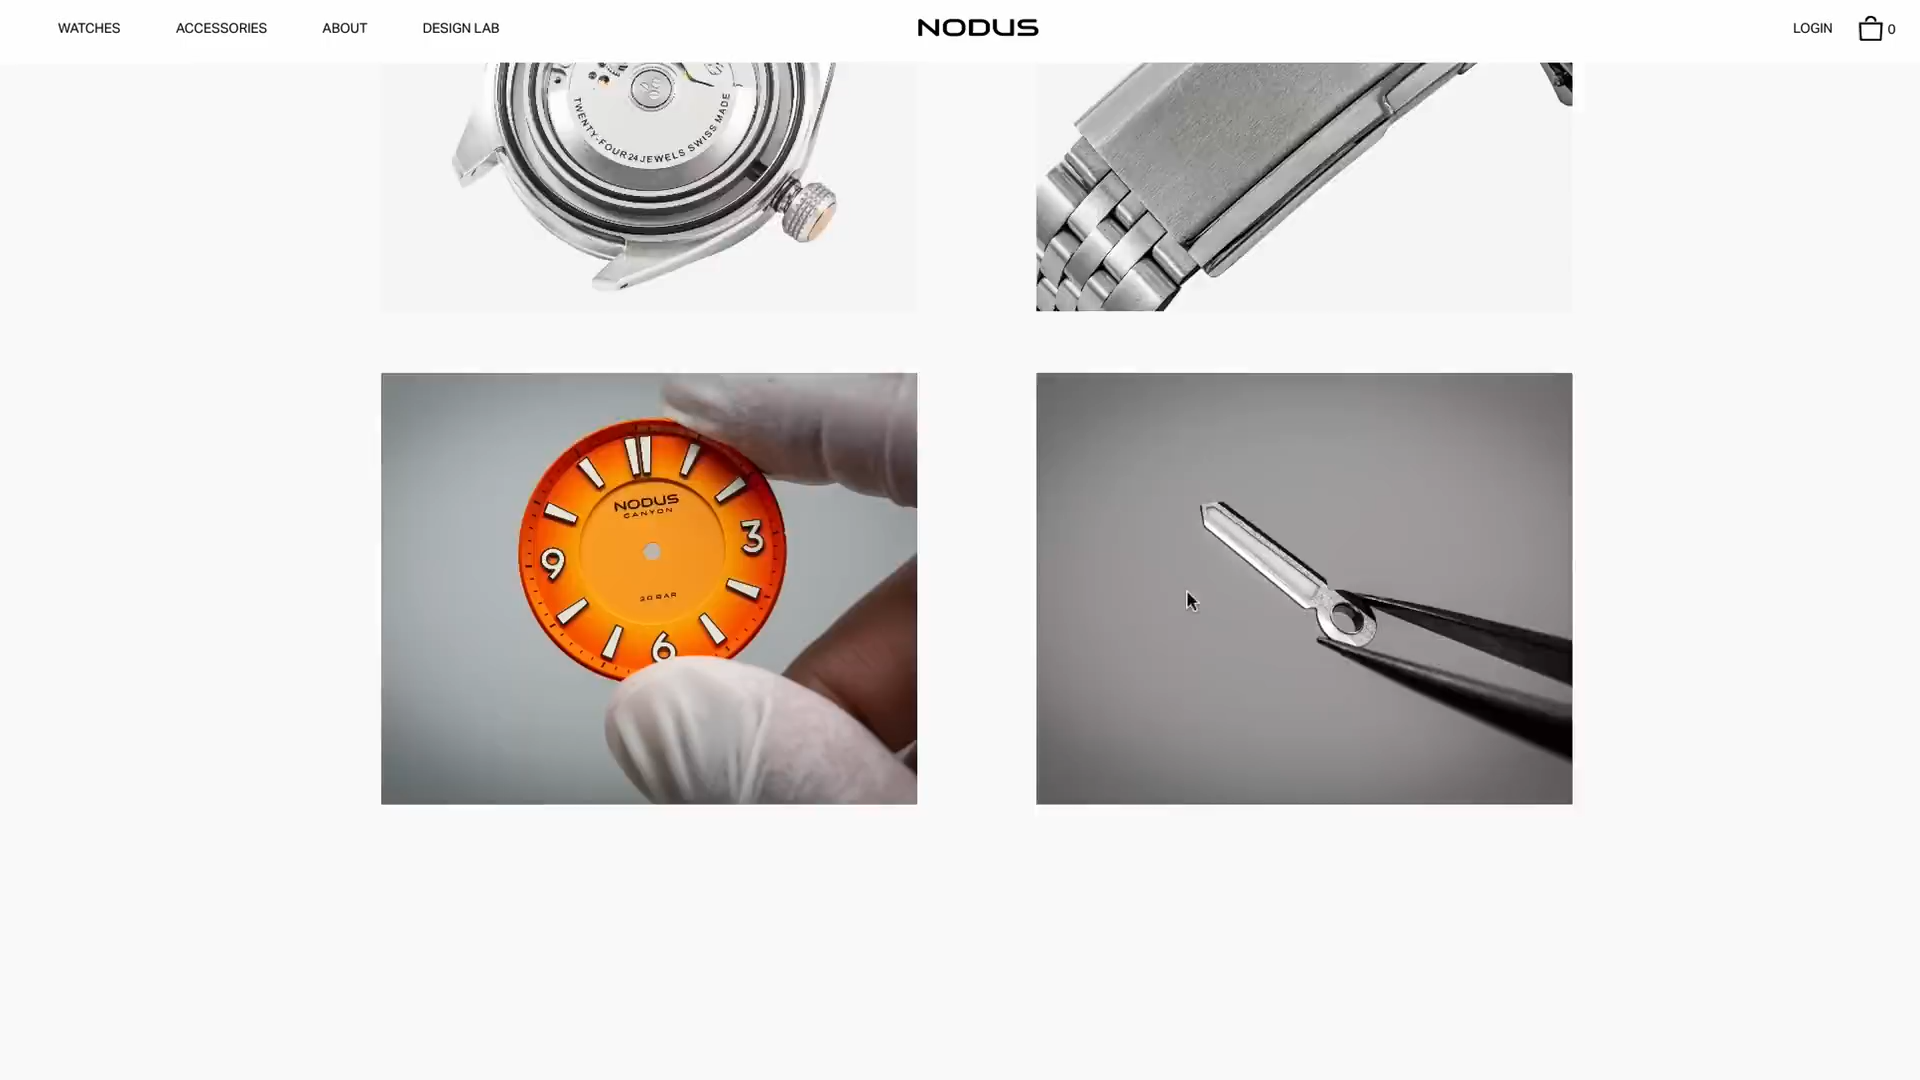 WATCHES
ACCESSORIES
ABOUT
DESIGN LAB
NODUS
LOGIN
0
TWENTY-FOUR 24 JEWELS SWISS MADE
NODUS
CANYON
3
9
20 BAR
6